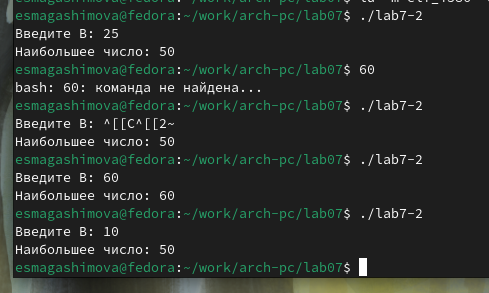 esmagashimova@fedora:~/work/arch-pc/lab07$ ./lab7-2
Введите В: 25
Наибольшее число: 50
esmagashimova@fedora:~/work/arch-pc/lab07$ 60
bash: 60: команда не найдена...
esmagashimova@fedora:~/work/arch-pc/lab07$ ./lab7-2
Введите В: ^[[C^[[2~
Наибольшее число: 50
esmagashimova@fedora:~/work/arch-pc/lab07$ ./lab7-2
Введите В: 60
Наибольшее число: 60
esmagashimova@fedora:~/work/arch-pc/lab07$ ./lab7-2
Введите В: 10
Наибольшее число: 50
esmagashimova@fedora:~/work/arch-pc/lab07$